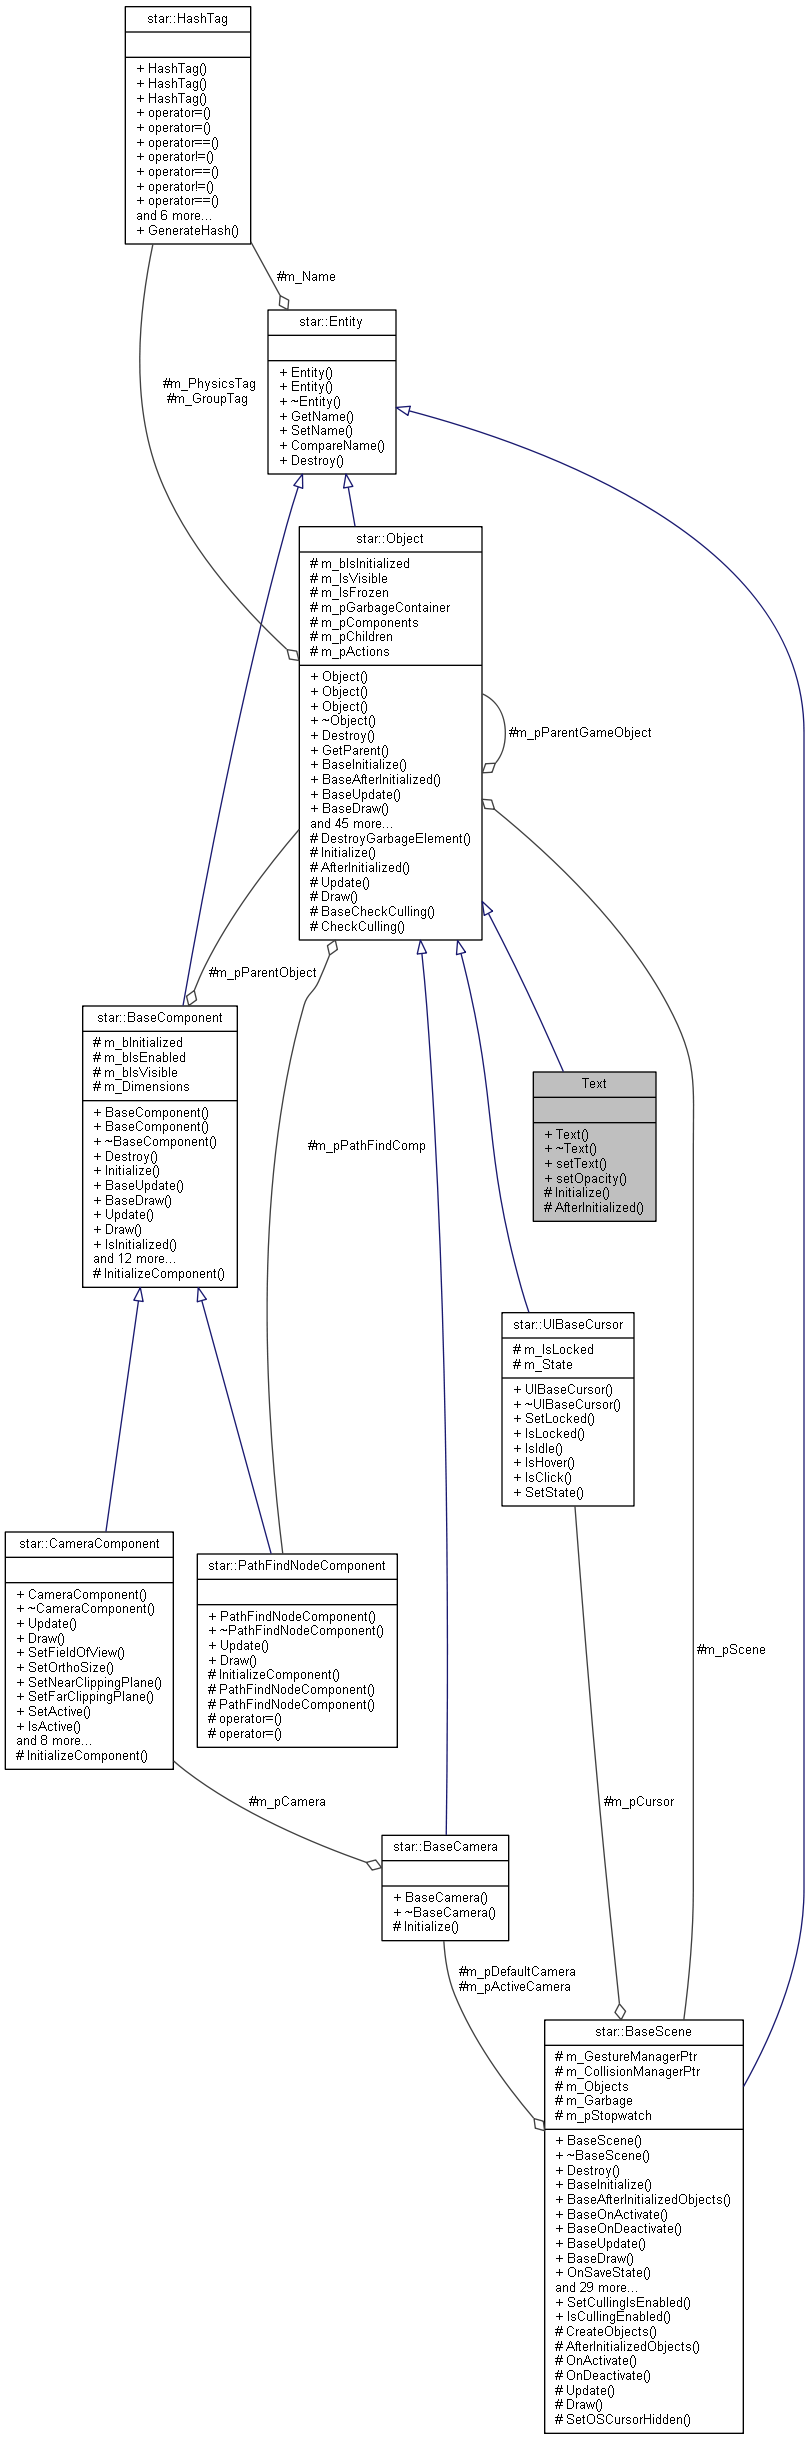 star::HashTag
+ HashTag()
+ HashTag()
+ HashTag()
+ operator=()
+ operator=()
+ operator==()
+ operator!=()
+ operator==()
+ operator!=()
+ operator==()
and 6 more...
+ GenerateHash()
#m_Name
star::Entity
+ Entity()
+ Entity()
+ ~Entity()
+ GetName()
+ SetName()
+ CompareName()
+ Destroy()
#m_PhysicsTag
#m_GroupTag
star::Object
# m_bIsInitialized
# m_IsVisible
# m_IsFrozen
# m_pGarbageContainer
# m_pComponents
# m_pChildren
# m_pActions
+ Object()
+ Object()
+ Object()
+ ~Object()
+ Destroy()
+ GetParent()
+ BaseInitialize()
+ BaseAfterInitialized()
+ BaseUpdate()
+ BaseDraw()
and 45 more...
# DestroyGarbageElement()
# Initialize()
# AfterInitialized()
# Update()
# Draw()
# BaseCheckCulling()
# CheckCulling()
#m_pParentGameObject
#m_pParentObject
star::BaseComponent
# m_bInitialized
# m_bIsEnabled
# m_bIsVisible
# m_Dimensions
+ BaseComponent()
+ BaseComponent()
+ ~BaseComponent()
+ Destroy()
+ Initialize()
+ BaseUpdate()
+ BaseDraw()
+ Update()
+ Draw()
+ IsInitialized()
and 12 more...
# InitializeComponent()
#m_pPathFindComp
Text
+ Text()
+ ~Text()
+ setText()
+ setOpacity()
# Initialize()
# AfterInitialized()
star::UIBaseCursor
# m_IsLocked
# m_State
+ UIBaseCursor()
+ ~UIBaseCursor()
+ SetLocked()
+ IsLocked()
+ IsIdle()
+ IsHover()
+ IsClick()
+ SetState()
star::CameraComponent
+ CameraComponent()
+ ~CameraComponent()
+ Update()
+ Draw()
+ SetFieldOfView()
+ SetOrthoSize()
+ SetNearClippingPlane()
+ SetFarClippingPlane()
+ SetActive()
+ IsActive()
and 8 more...
# InitializeComponent()
star::PathFindNodeComponent
+ PathFindNodeComponent()
+ ~PathFindNodeComponent()
+ Update()
+ Draw()
# InitializeComponent()
# PathFindNodeComponent()
# PathFindNodeComponent()
# operator=()
# operator=()
#m_pScene
#m_pCamera
#m_pCursor
star::BaseCamera
+ BaseCamera()
+ ~BaseCamera()
# Initialize()
#m_pDefaultCamera
#m_pActiveCamera
star::BaseScene
# m_GestureManagerPtr
# m_CollisionManagerPtr
# m_Objects
# m_Garbage
# m_pStopwatch
+ BaseScene()
+ ~BaseScene()
+ Destroy()
+ BaseInitialize()
+ BaseAfterInitializedObjects()
+ BaseOnActivate()
+ BaseOnDeactivate()
+ BaseUpdate()
+ BaseDraw()
+ OnSaveState()
and 29 more...
+ SetCullingIsEnabled()
+ IsCullingEnabled()
# CreateObjects()
# AfterInitializedObjects()
# OnActivate()
# OnDeactivate()
# Update()
# Draw()
# SetOSCursorHidden()